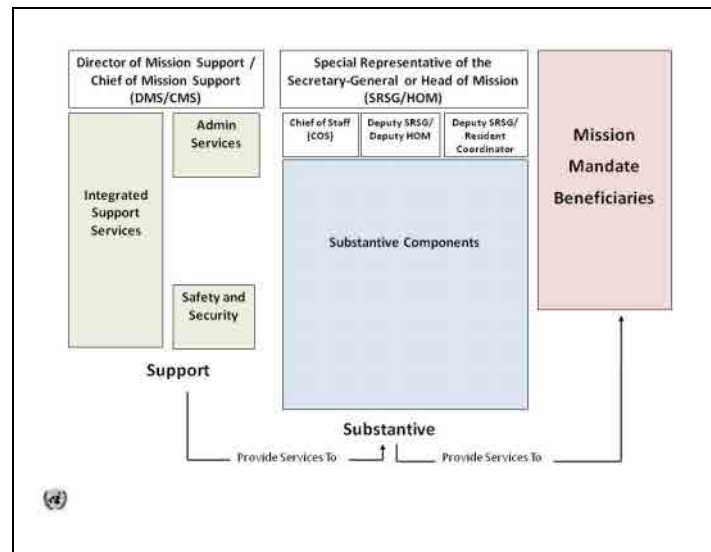 Director of Mission Support /
Chief of Mission Support
(DMS/CMS)
Special Representative of the
Secretary-General or Head of Mission
(SRSG/HOM)
Admin
Services
Integrated
Support
Services
Safety and
Security
Chief of Staff
(COS)
Deputy SRSG/
Deputy HOM
Deputy SRSG/
Resident
Coordinator
Substantive Components
Mission
Mandate
Beneficiaries
Support
Substantive
Provide Services To
Provide Services To